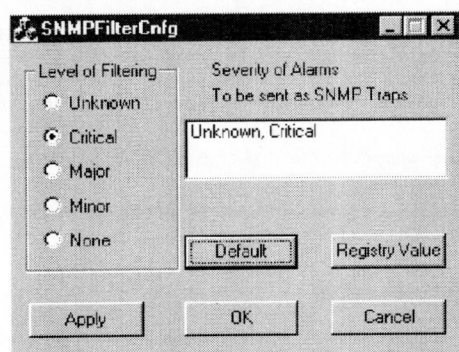 SNMPFilterCnfg
Level of Filtering
Unknown
Critical
Major
Minor
None
Severity of Alarms
To be sent as SNMP Traps
Unknown, Critical
Default
Registry Value
Apply
OK
Cancel